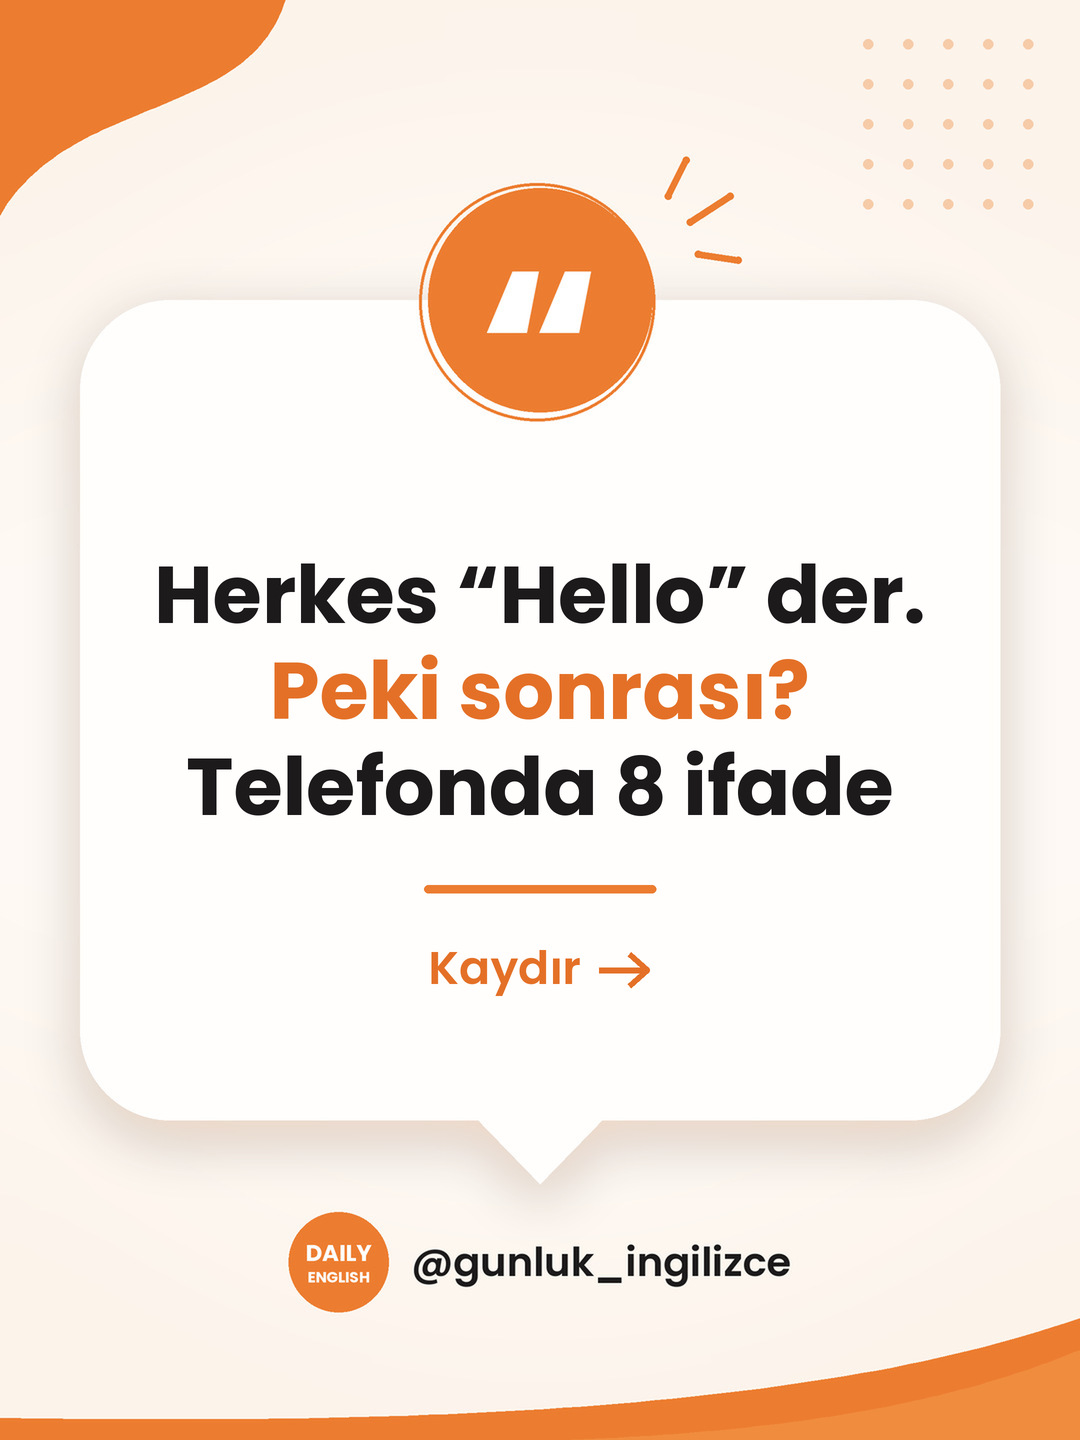 Herkes “Hello” der.
Peki sonrası?
Telefonda 8 ifade
Kaydır →
DAILY
ENGLISH
@gunluk_ingilizce